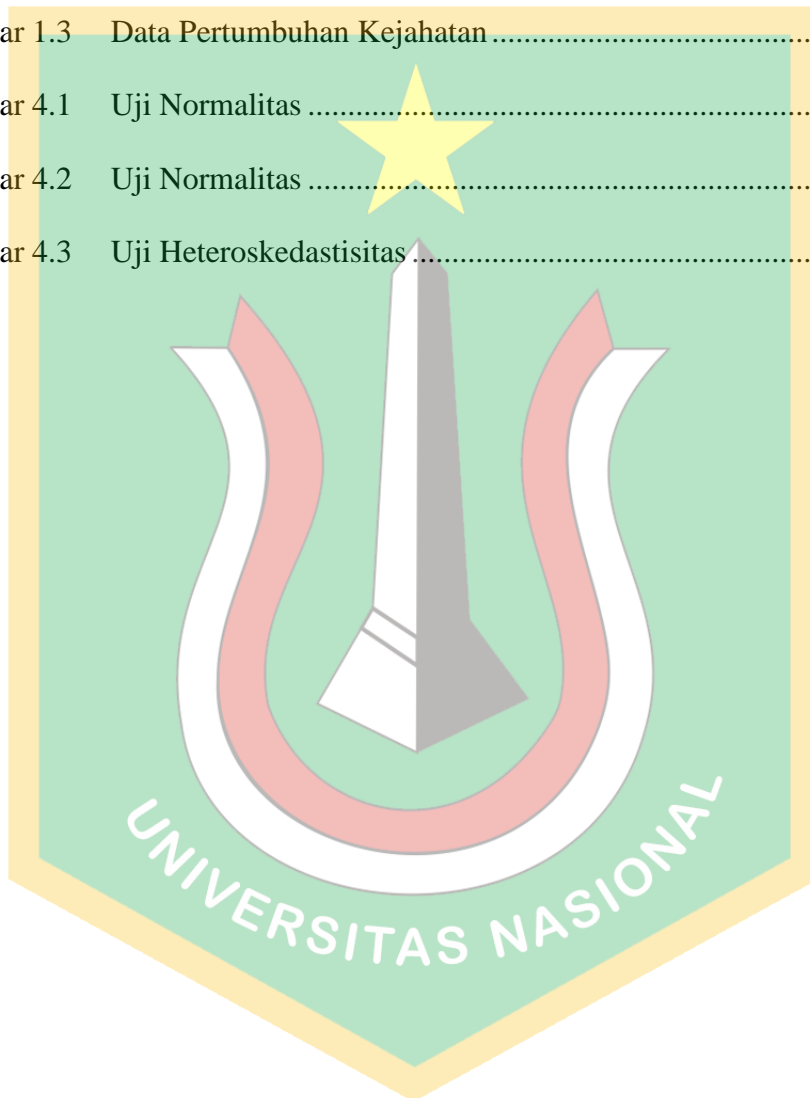 ar 1.3 Data Pertumbuhan Kejahatan ........................................
ar 4.1 Uji Normalitas ................................................................
ar 4.2 Uji Normalitas ................................................................
ar 4.3 Uji Heteroskedastisitas ..................................................
UNIVERSITAS NASIONAL